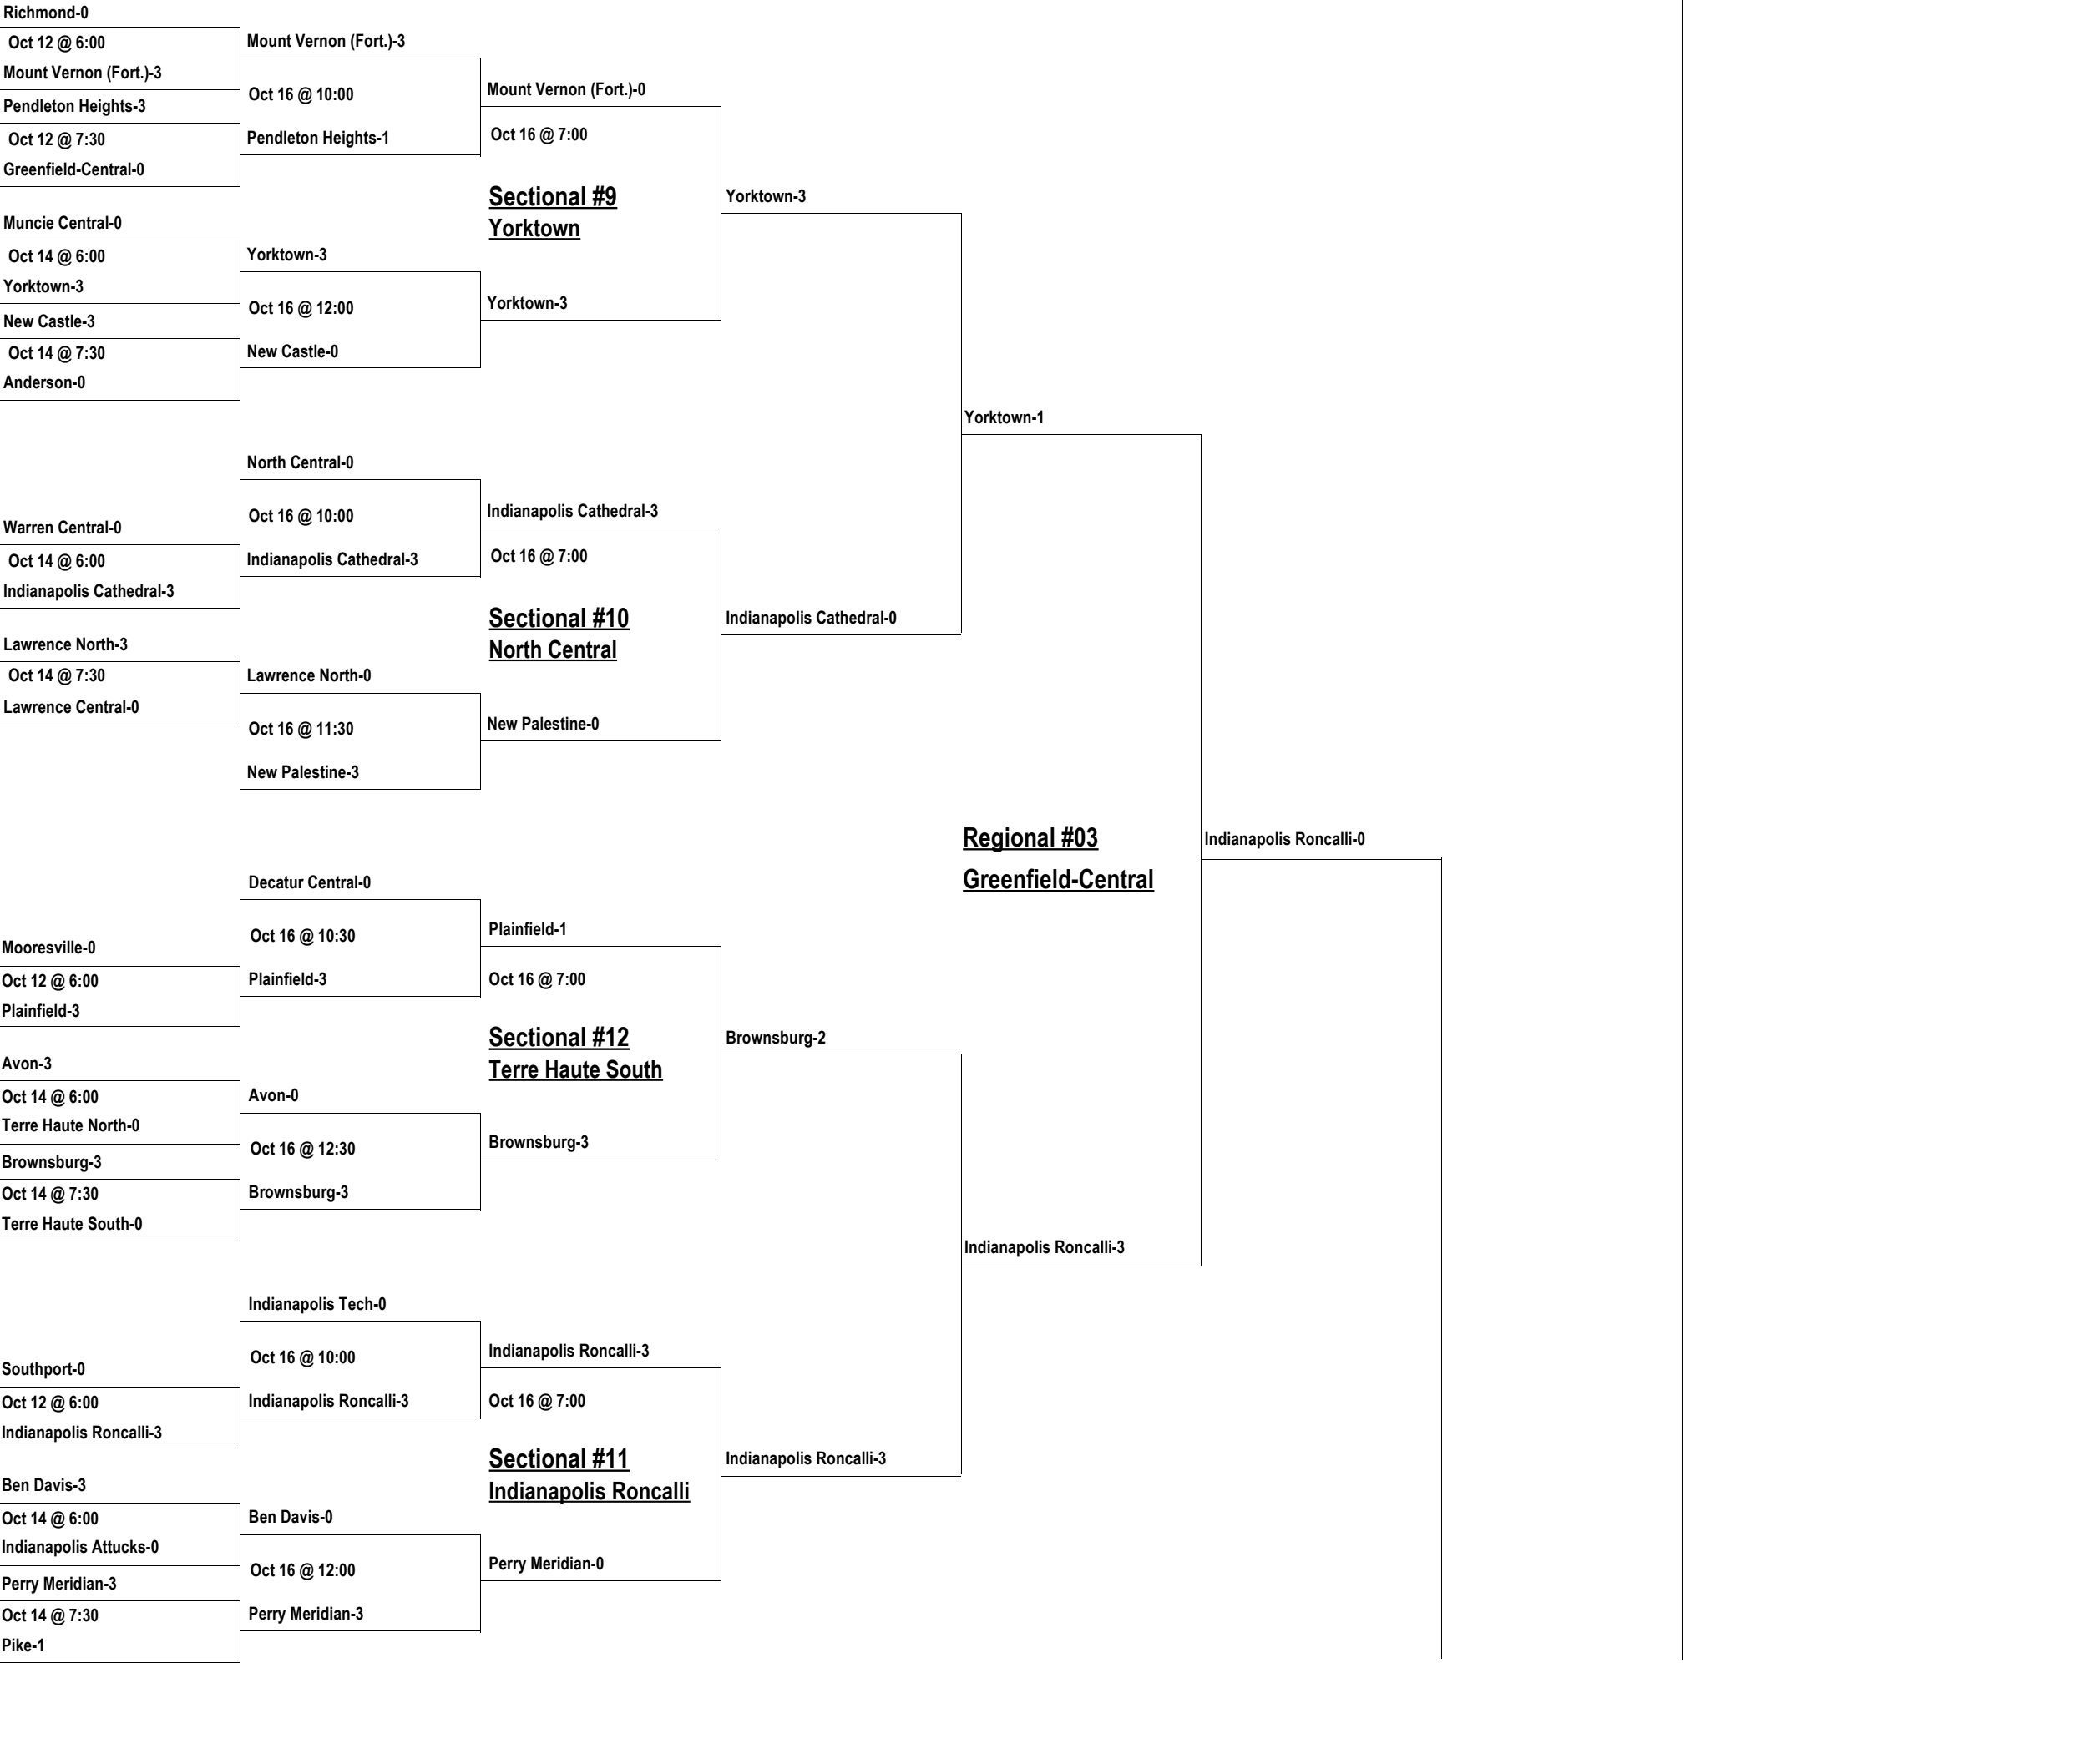 Richmond-0
Oct 12 @ 6:00
Mount Vernon (Fort.)-3
Pendleton Heights-3
Oct 12 @ 7:30
Greenfield-Central-0
Mount Vernon (Fort.)-3
Oct 16 @ 10:00
Pendleton Heights-1
Mount Vernon (Fort.)-0
Oct 16 @ 7:00
Sectional #9
Yorktown
Muncie Central-0
Oct 14 @ 6:00
Yorktown-3
New Castle-3
Oct 14 @ 7:30
Anderson-0
Yorktown-3
Oct 16 @ 12:00
New Castle-0
Yorktown-3
Yorktown-3
North Central-0
Oct 16 @ 10:00
Indianapolis Cathedral-3
Warren Central-0
Oct 14 @ 6:00
Indianapolis Cathedral-3
Indianapolis Cathedral-3
Oct 16 @ 7:00
Sectional #10
North Central
Lawrence North-3
Oct 14 @ 7:30
Lawrence Central-0
Lawrence North-0
Oct 16 @ 11:30
New Palestine-3
New Palestine-0
Indianapolis Cathedral-0
Yorktown-1
Regional #03
Greenfield-Central
Indianapolis Roncalli-0
Decatur Central-0
Oct 16 @ 10:30
Plainfield-3
Mooresville-0
Oct 12 @ 6:00
Plainfield-3
Plainfield-1
Oct 16 @ 7:00
Sectional #12
Terre Haute South
Avon-3
Oct 14 @ 6:00
Terre Haute North-0
Brownsburg-3
Oct 14 @ 7:30
Terre Haute South-0
Avon-0
Oct 16 @ 12:30
Brownsburg-3
Brownsburg-3
Brownsburg-2
Indianapolis Roncalli-3
Indianapolis Tech-0
Oct 16 @ 10:00
Indianapolis Roncalli-3
Southport-0
Oct 12 @ 6:00
Indianapolis Roncalli-3
Indianapolis Roncalli-3
Oct 16 @ 7:00
Sectional #11
Indianapolis Roncalli
Indianapolis Roncalli-3
Ben Davis-3
Oct 14 @ 6:00
Indianapolis Attucks-0
Perry Meridian-3
Oct 14 @ 7:30
Pike-1
Ben Davis-0
Oct 16 @ 12:00
Perry Meridian-3
Perry Meridian-0